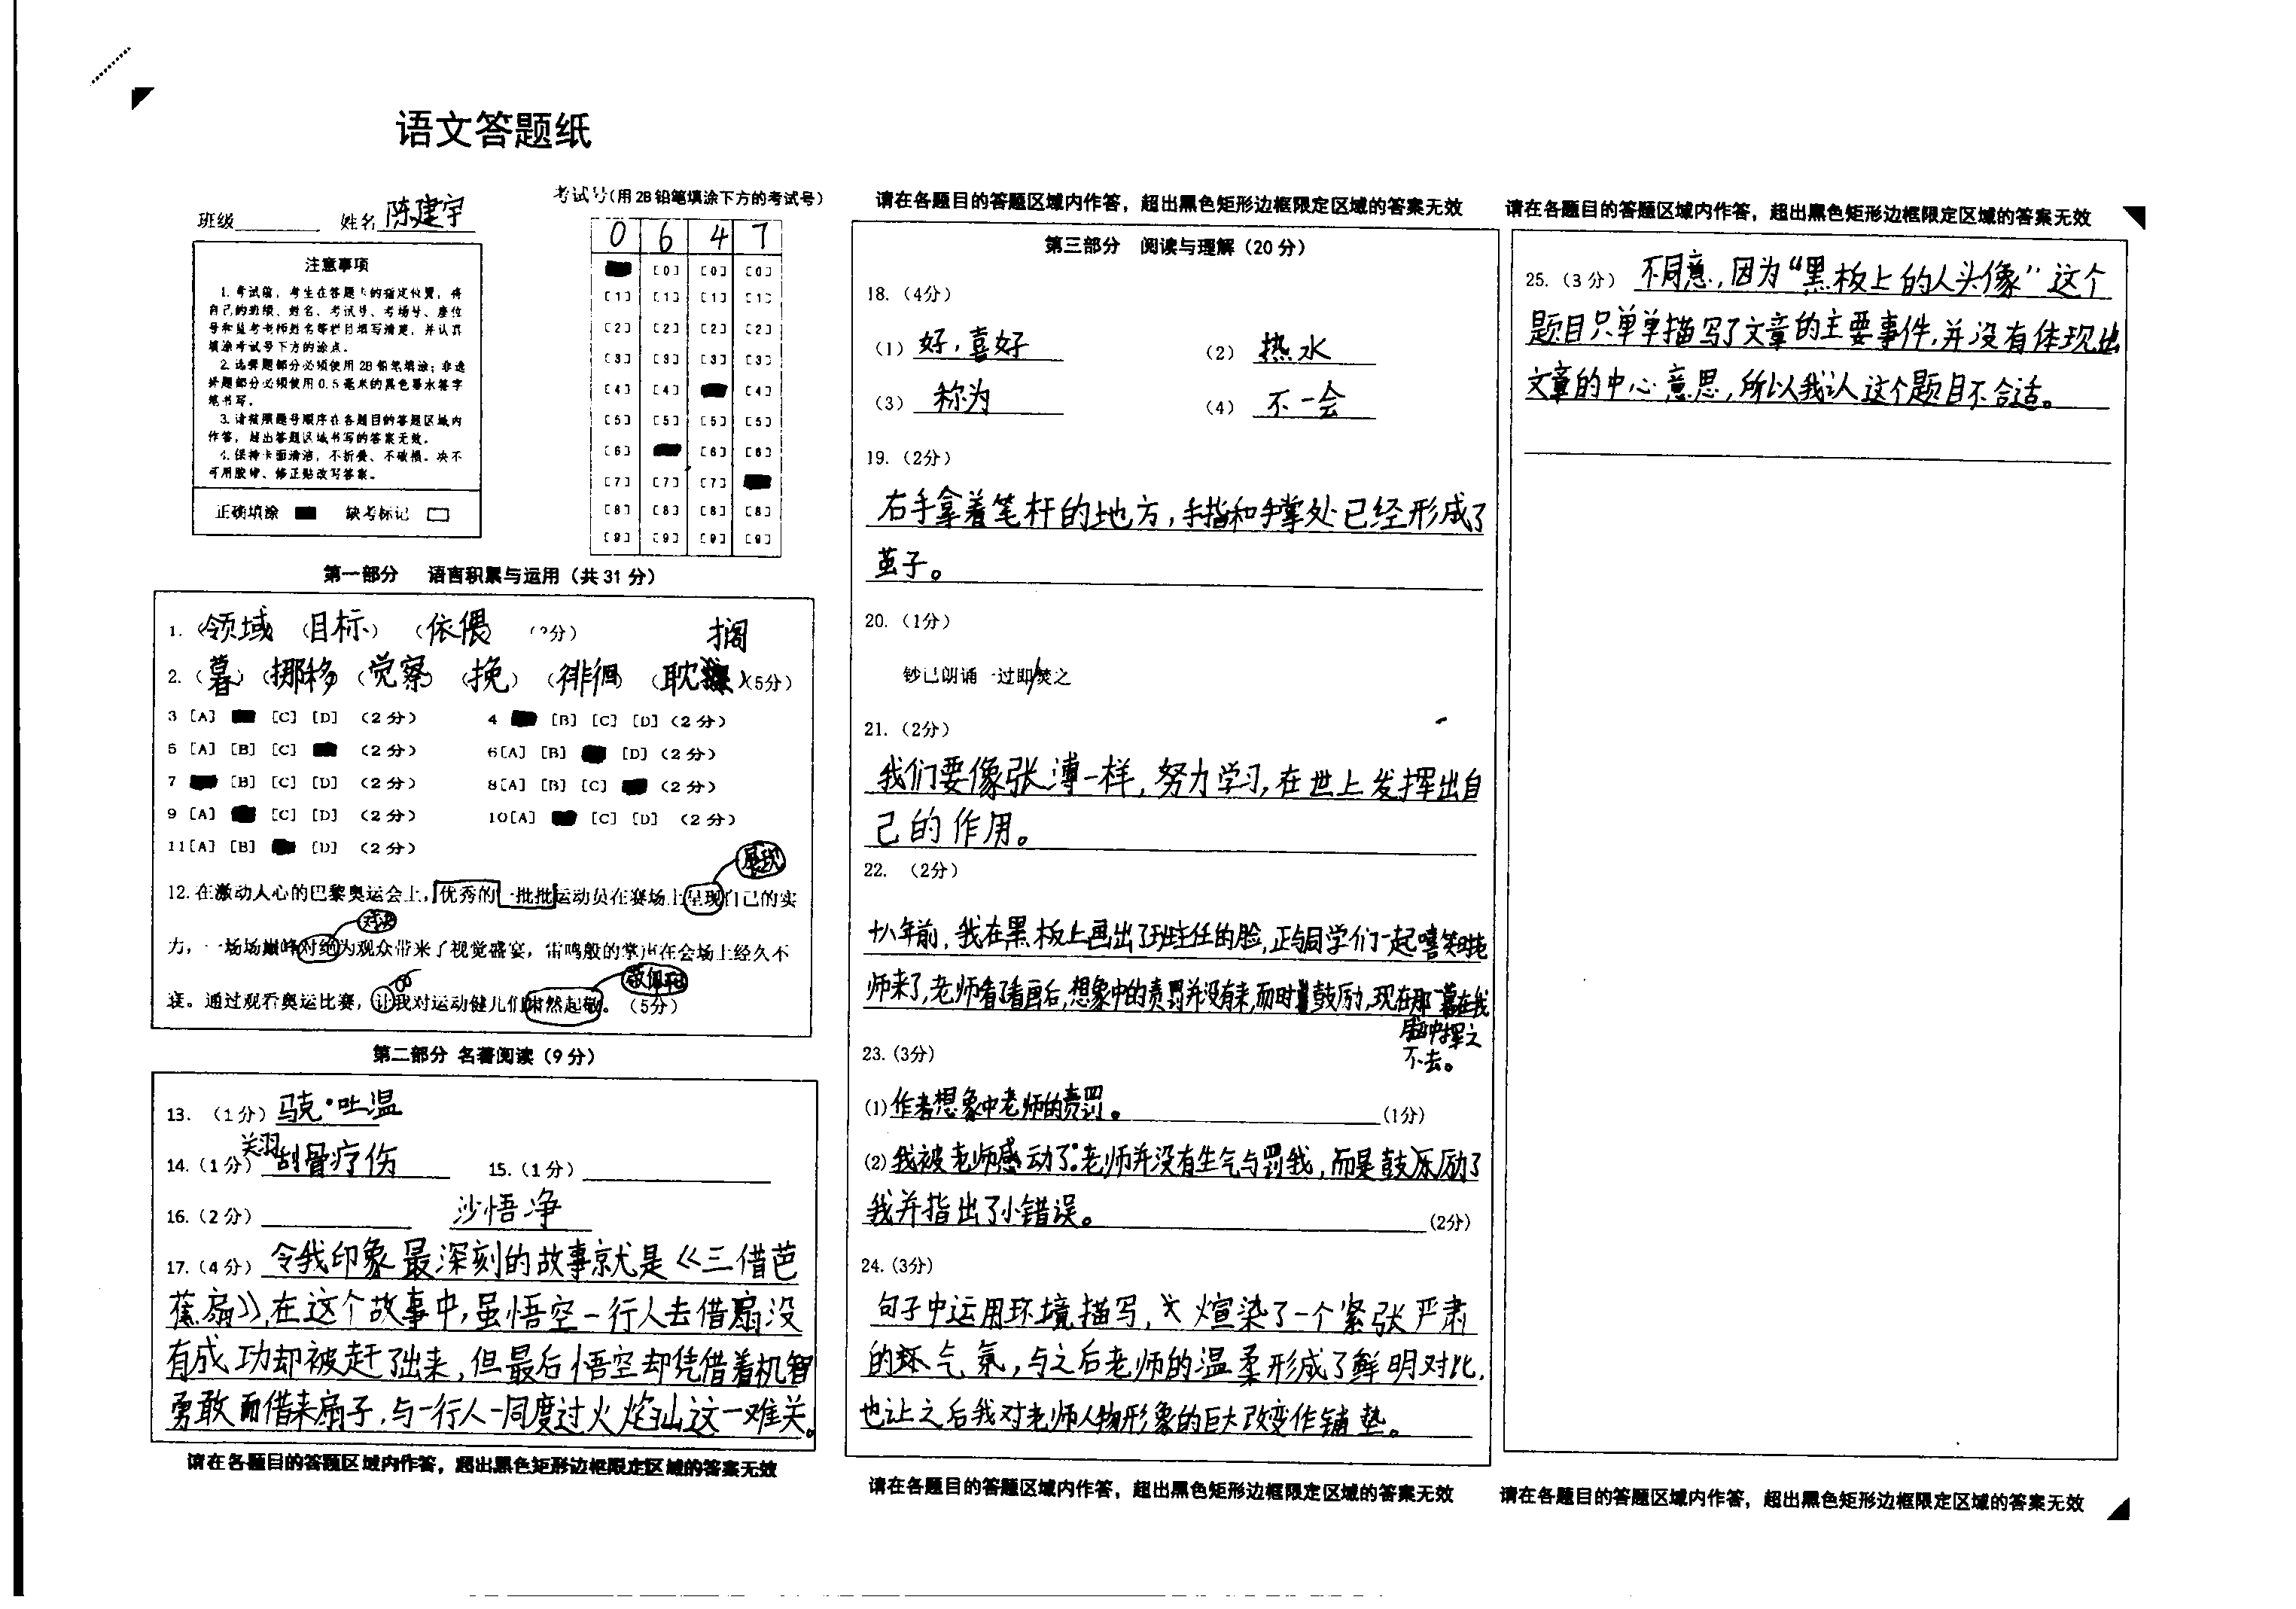 语文答题纸
班级 姓名 陈建宇
考试号(用2B铅笔填涂下方的考试号)
0 6 4 7
[0] [0] [0]
[1] [1] [1] [1]
[2] [2] [2] [2]
[3] [3] [3] [3]
[4] [4] [4]
[5] [5] [5] [5]
[6] [6] [6]
[7] [7] [7]
[8] [8] [8] [8]
[9] [9] [9] [9]
注意事项
1.考试前,考生在答题卡的指定位置,将
自己的班级、姓名、考试号、考场号、座位
号和监考老师姓名等栏目填写清楚,并认真
填涂考试号下方的涂点。
2.选择题部分必须使用2B铅笔填涂;非选
择题部分必须使用0.5毫米的黑色墨水签字
笔书写。
3.请按照题号顺序在各题目的答题区域内
作答,超出答题区域书写的答案无效。
4.保持卡面清洁,不折叠、不破损。决不
可用胶带、修正贴改写答案。
正确填涂 缺考标记
第一部分 语言积累与运用(共31分)
1.(领域)(目标)(依偎)(3分)
搁
2.(暮)(挪移)(觉察)(挽)(徘徊)(耽)(5分)
3 [A] [C] [D] (2分) 4 [B] [C] [D] (2分)
5 [A] [B] [C] (2分) 6[A] [B] [D] (2分)
7 [B] [C] [D] (2分) 8[A] [B] [C] (2分)
9 [A] [C] [D] (2分) 10[A] [C] [D] (2分)
11[A] [B] [D] (2分)
展现
12.在激动人心的巴黎奥运会上,优秀的一批批运动员在赛场上呈现自己的实
对决
力,一场场巅峰对绝为观众带来了视觉盛宴,雷鸣般的掌声在会场上经久不
敬佩不已
衰。通过观看奥运比赛,让我对运动健儿们肃然起敬。(5分)
第二部分 名著阅读(9分)
13.(1分)马克·吐温
关羽
14.(1分)刮骨疗伤 15.(1分)
16.(2分) 沙悟净
17.(4分)令我印象最深刻的故事就是《三借芭
蕉扇》,在这个故事中,虽悟空一行人去借扇没
有成功却被赶了出来,但最后悟空却凭借着机智
勇敢而借来扇子,与一行人一同度过火焰山这一难关。
请在各题目的答题区域内作答,超出黑色矩形边框限定区域的答案无效
请在各题目的答题区域内作答,超出黑色矩形边框限定区域的答案无效
第三部分 阅读与理解(20分)
18.(4分)
(1)好,喜好 (2)热水
(3)称为 (4)不一会
19.(2分)
右手拿着笔杆的地方,手指和手掌处已经形成了
茧子。
20.(1分)
钞已朗诵一过即/焚之
21.(2分)
我们要像张溥一样,努力学习,在世上发挥出自
己的作用。
22.(2分)
十八年前,我在黑板上画出了班主任的脸,正与同学们一起嘻笑时老
师来了,老师看了看画后,想象中的责罚并没有来,而时鼓励,现在那一幕在我
脑中挥之
不去。
23.(3分)
(1)作者想象中老师的责罚。(1分)
(2)我被老师感动了。老师并没有生气与罚我,而是鼓励了
我并指出了小错误。(2分)
24.(3分)
句子中运用环境描写,渲染了一个紧张严肃
的气氛,与之后老师的温柔形成了鲜明对比,
也让之后我对老师人物形象的巨大改变作铺垫。
请在各题目的答题区域内作答,超出黑色矩形边框限定区域的答案无效
请在各题目的答题区域内作答,超出黑色矩形边框限定区域的答案无效
25.(3分)不同意,因为“黑板上的人头像”这个
题目只单单描写了文章的主要事件,并没有体现出
文章的中心意思,所以我认这个题目不合适。
请在各题目的答题区域内作答,超出黑色矩形边框限定区域的答案无效